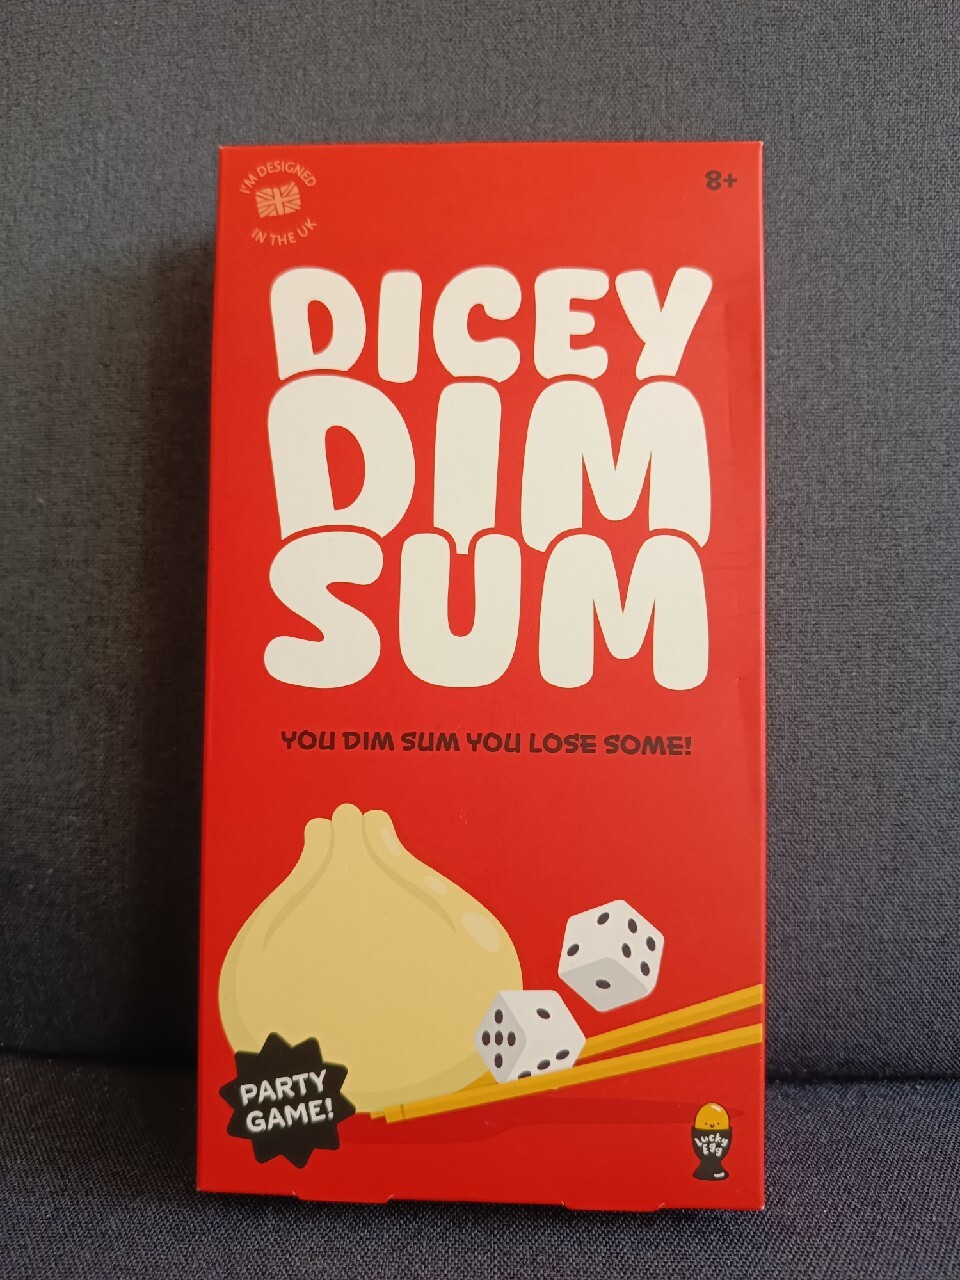 I'M DESIGNED
IN THE UK
8+
DICEY
DIM
SUM
YOU DIM SUM YOU LOSE SOME!
PARTY
GAME!
Lucky
Egg